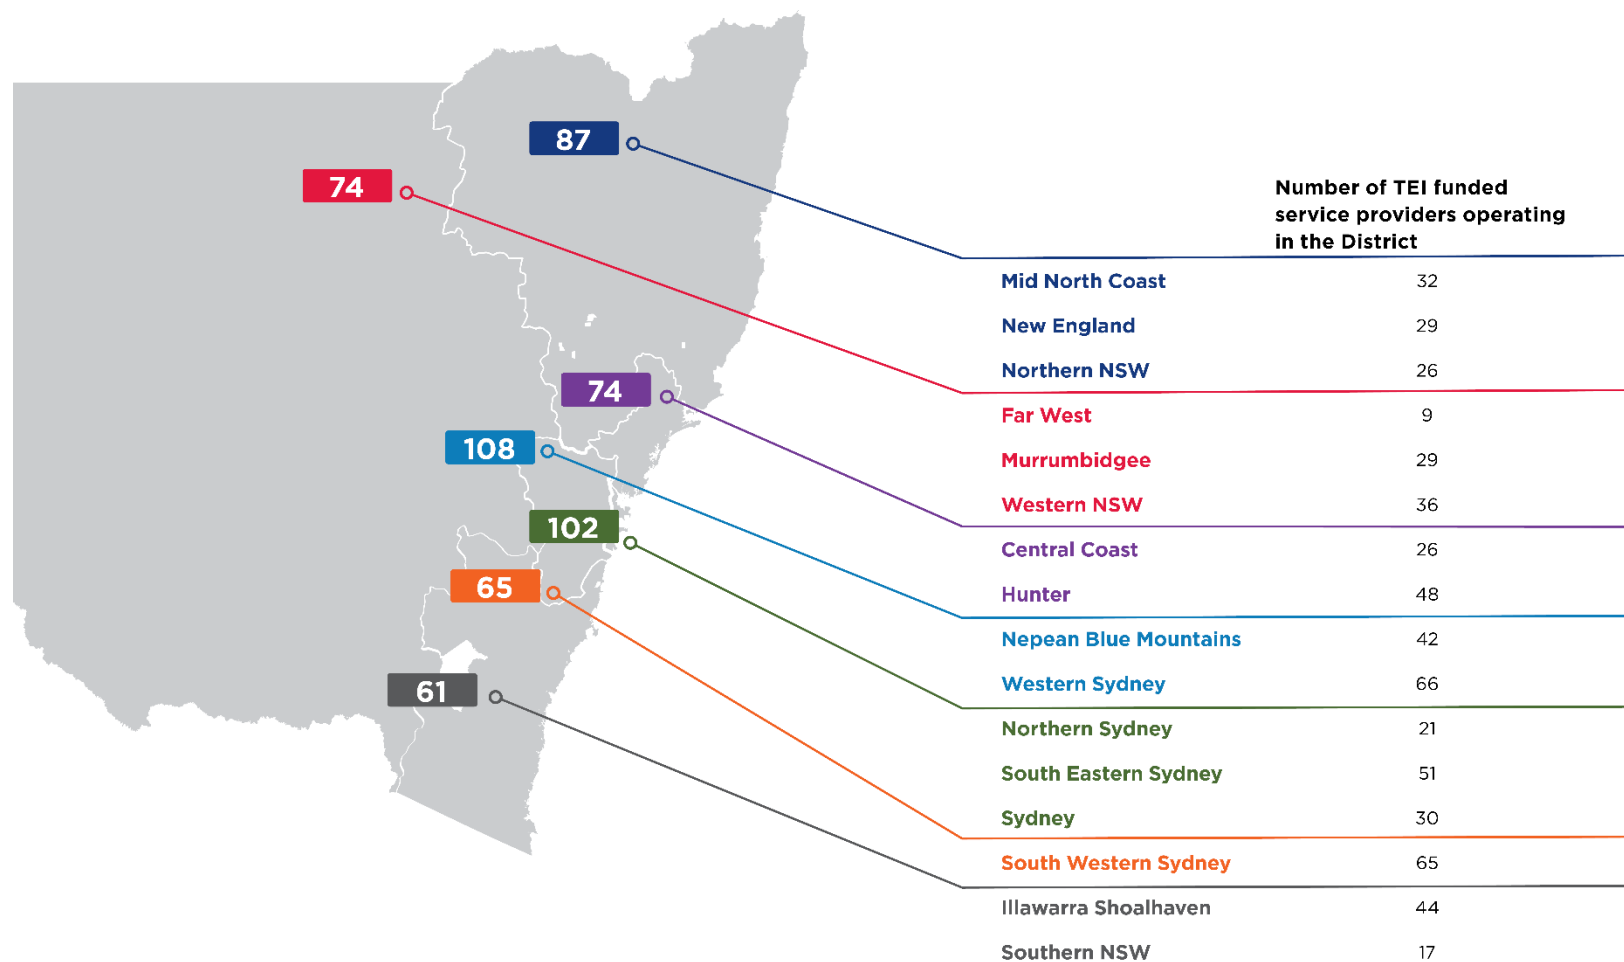 87
74
74
108
102
65
61
Number of TEI funded
service providers operating
in the District
Mid North Coast 32
New England 29
Northern NSW 26
Far West 9
Murrumbidgee 29
Western NSW 36
Central Coast 26
Hunter 48
Nepean Blue Mountains 42
Western Sydney 66
Northern Sydney 21
South Eastern Sydney 51
Sydney 30
South Western Sydney 65
Illawarra Shoalhaven 44
Southern NSW 17